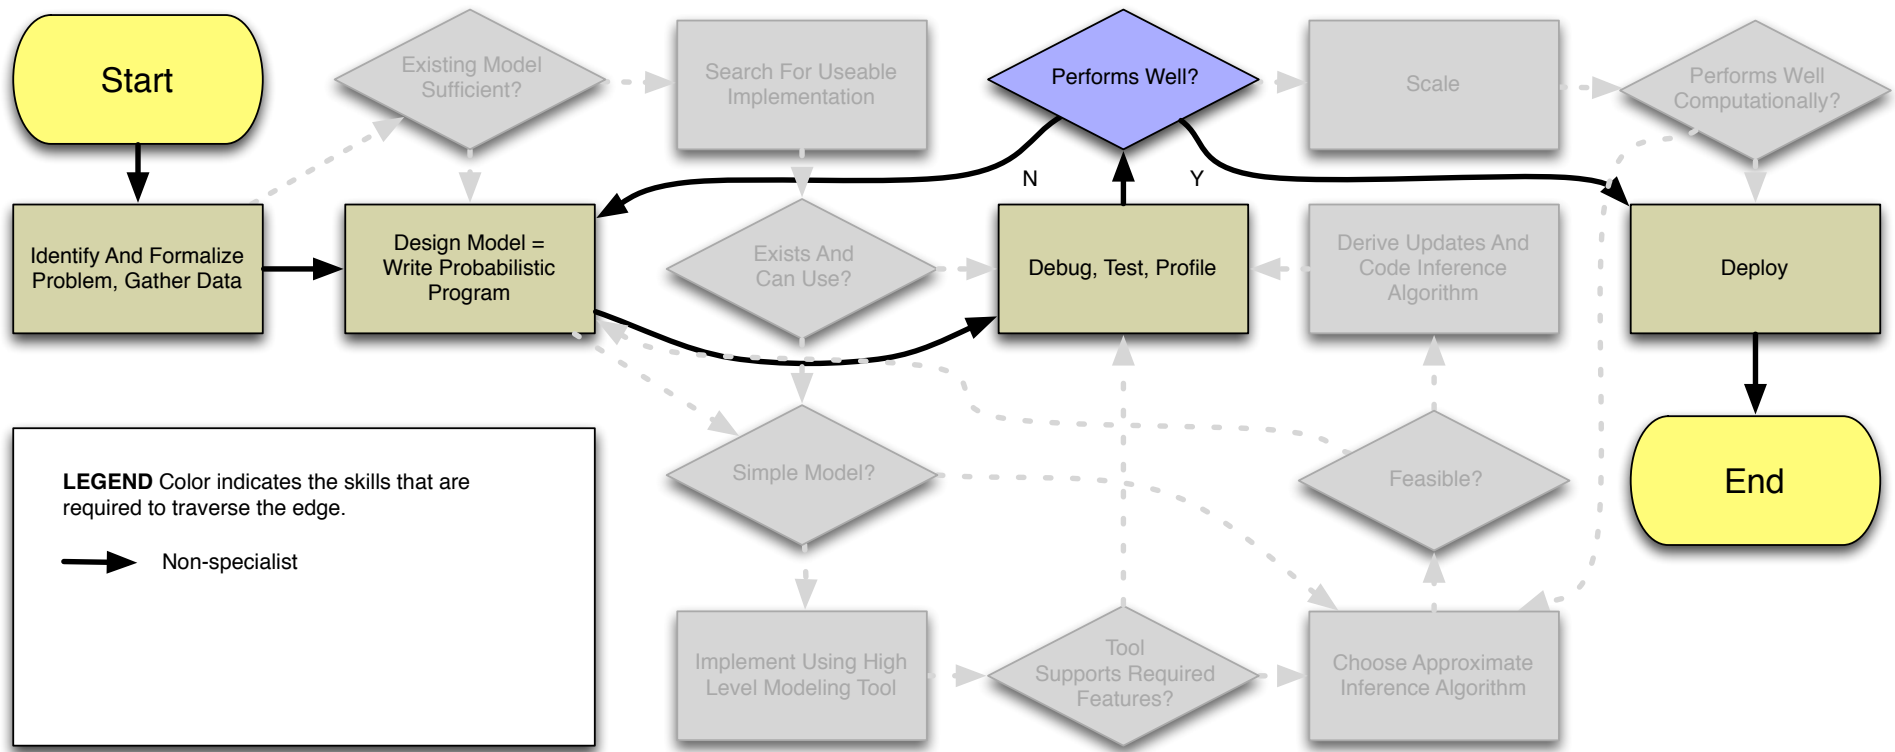 Start
Existing Model
Sufficient?
Search For Useable
Implementation
Performs Well?
Scale
Performs Well
Computationally?
N
Y
Identify And Formalize
Problem, Gather Data
Design Model =
Write Probabilistic
Program
Exists And
Can Use?
Debug, Test, Profile
Derive Updates And
Code Inference
Algorithm
Deploy
LEGEND Color indicates the skills that are
required to traverse the edge.
Non-specialist
Simple Model?
Feasible?
End
Implement Using High
Level Modeling Tool
Tool
Supports Required
Features?
Choose Approximate
Inference Algorithm